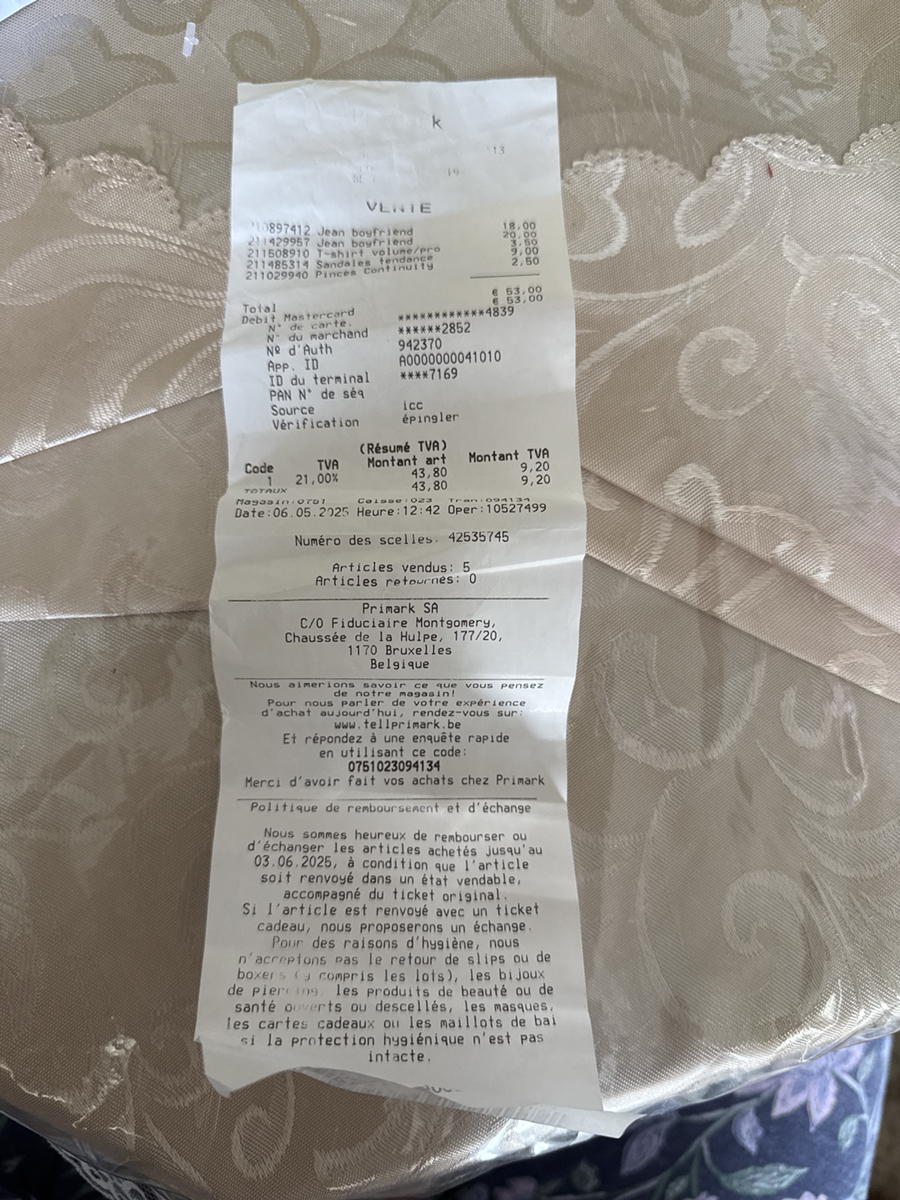 k
13
19
VENTE
0897412 Jean boyfriend 18,00
211429957 Jean boyfriend 20,00
211508910 T-shirt volume/pro 3,50
211485314 Sandales tendance 9,00
211029940 Pinces Continuity 2,50
€ 53,00
Total € 53,00
Debit Mastercard
N° de carte. ************4839
N° du marchand ******2852
Nº d'Auth 942370
App. ID A0000000041010
ID du terminal ****7169
PAN N° de séq
Source icc
Vérification épingler
(Résumé TVA)
Code TVA Montant art Montant TVA
1 21,00% 43,80 9,20
TOTAUX 43,80 9,20
Magasin:0751 Caisse:023 Tran:094134
Date:06.05.2025 Heure:12:42 Oper:10527499
Numéro des scelles. 42535745
Articles vendus: 5
Articles retournés: 0
Primark SA
C/O Fiduciaire Montgomery,
Chaussée de la Hulpe, 177/20,
1170 Bruxelles
Belgique
Nous aimerions savoir ce que vous pensez
de notre magasin!
Pour nous parler de votre expérience
d'achat aujourd'hui, rendez-vous sur:
www.tellprimark.be
Et répondez à une enquête rapide
en utilisant ce code:
0751023094134
Merci d'avoir fait vos achats chez Primark
Politique de remboursement et d'échange
Nous sommes heureux de rembourser ou
d'échanger les articles achetés jusqu'au
03.06.2025, à condition que l'article
soit renvoyé dans un état vendable,
accompagné du ticket original.
Si l'article est renvoyé avec un ticket
cadeau, nous proposerons un échange.
Pour des raisons d'hygiène, nous
n'acceptons pas le retour de slips ou de
boxers (y compris les lots), les bijoux
de piercing, les produits de beauté ou de
santé ouverts ou descellés, les masques,
les cartes cadeaux ou les maillots de bai
si la protection hygiénique n'est pas
intacte.